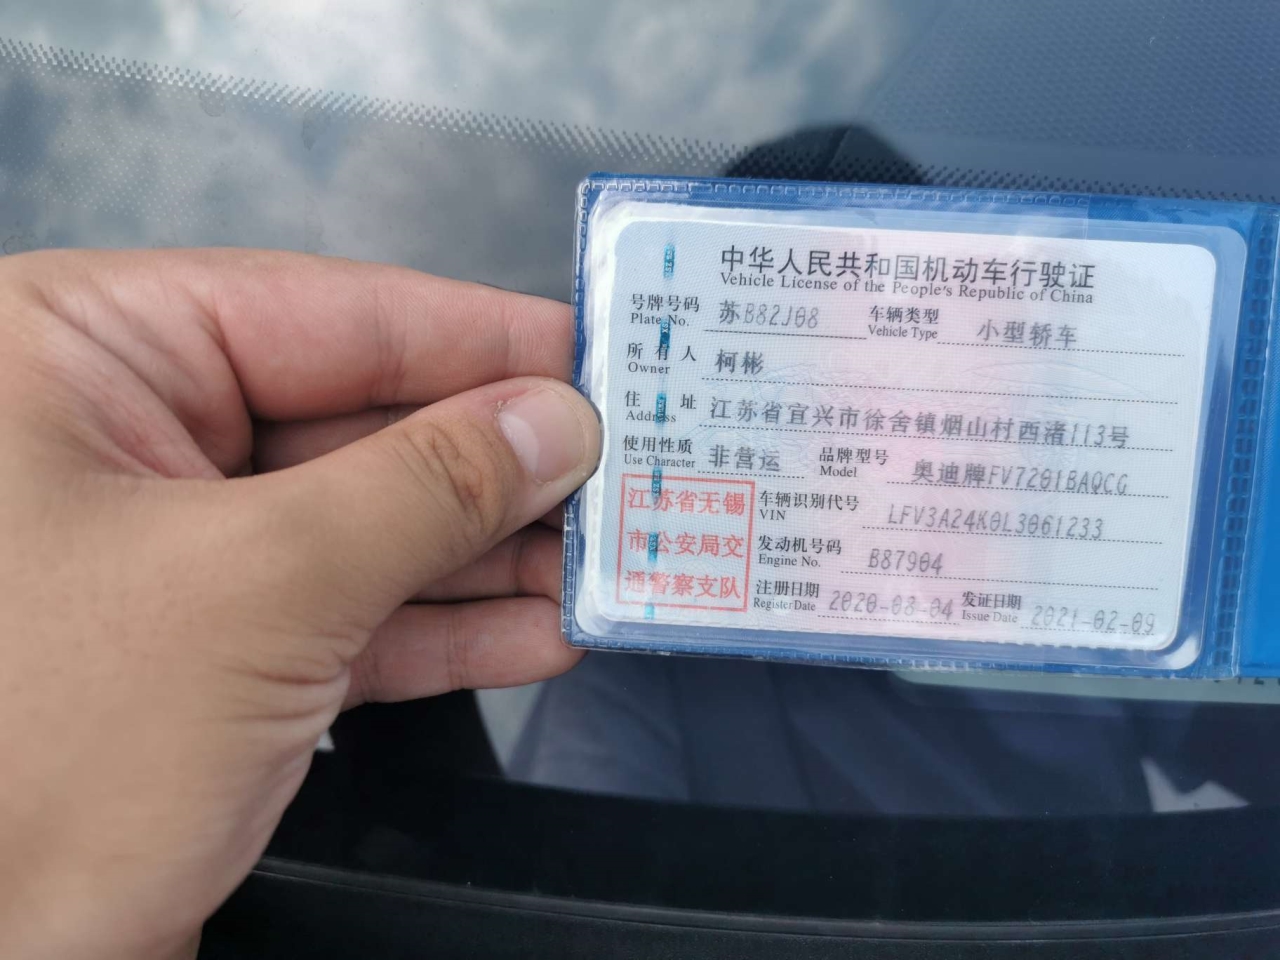 中华人民共和国机动车行驶证
Vehicle License of the People's Republic of China
号牌号码 苏B82J08 车辆类型 小型轿车
Plate No. Vehicle Type
所有人 柯彬
Owner
住址 江苏省宜兴市徐舍镇烟山村西渚113号
Address
使用性质 非营运 品牌型号 奥迪牌FV7201BAQCG
Use Character Model
江苏省无锡
市公安局交
通警察支队
车辆识别代号 LFV3A24K0L3061233
VIN
发动机号码 B87904
Engine No.
注册日期 2020-08-04 发证日期 2021-02-09
Register Date Issue Date